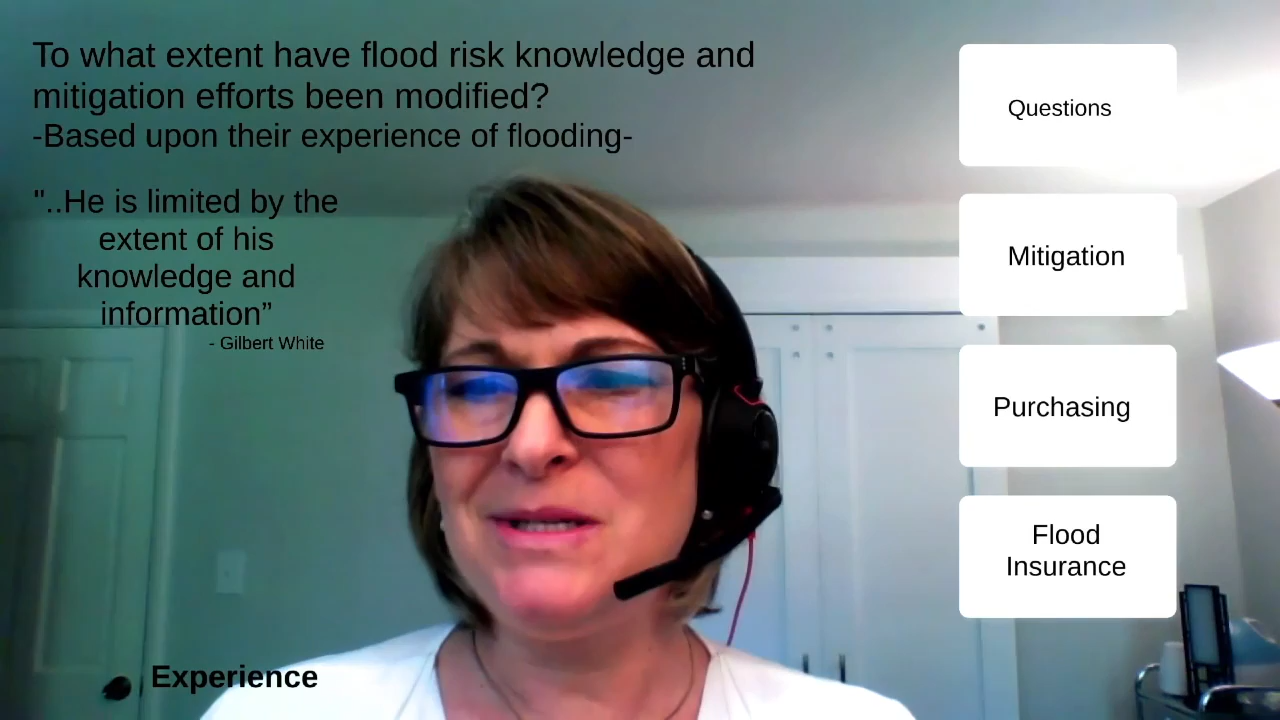 To what extent have flood risk knowledge and
mitigation efforts been modified?
-Based upon their experience of flooding-
"..He is limited by the
extent of his
knowledge and
information”
- Gilbert White
Experience
Questions
Mitigation
Purchasing
Flood
Insurance